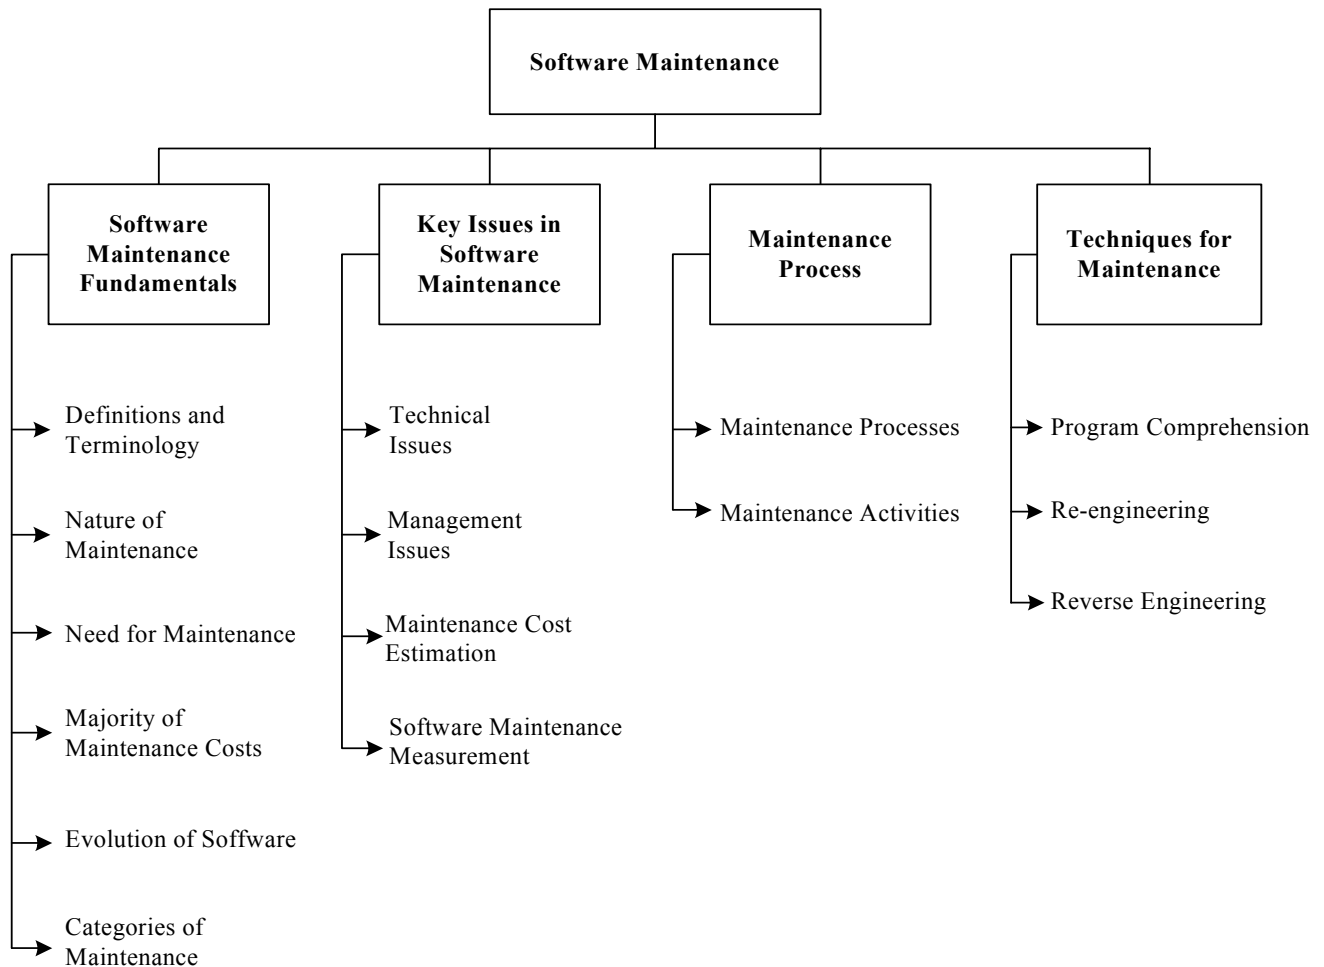 Software Maintenance
Software
Maintenance
Fundamentals
Key Issues in
Software
Maintenance
Maintenance
Process
Techniques for
Maintenance
Definitions and
Terminology
Nature of
Maintenance
Need for Maintenance
Majority of
Maintenance Costs
Evolution of Soffware
Categories of
Maintenance
Technical
Issues
Management
Issues
Maintenance Cost
Estimation
Software Maintenance
Measurement
Maintenance Processes
Maintenance Activities
Program Comprehension
Re-engineering
Reverse Engineering